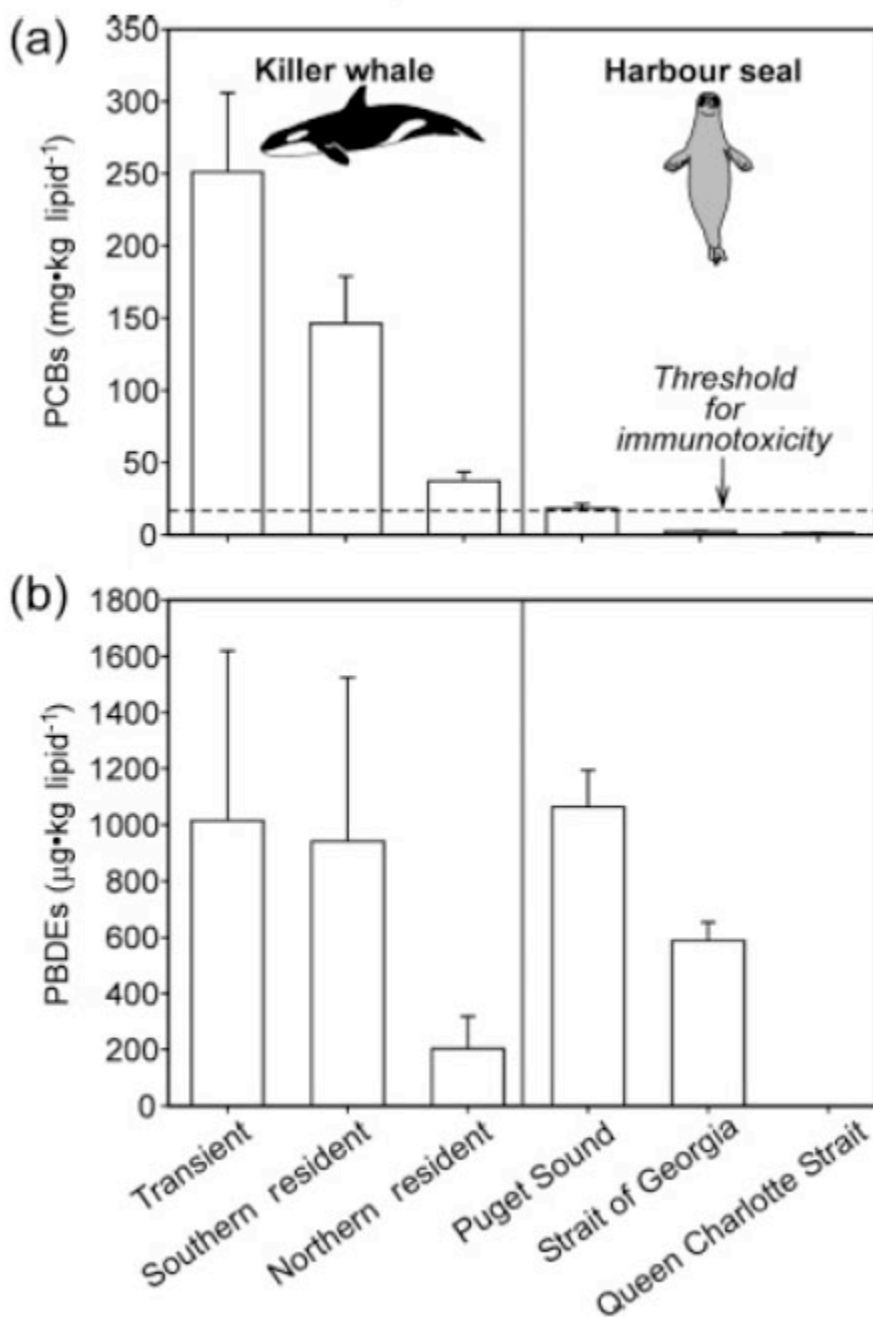 (a)
350
300
250
200
150
100
50
0
PCBs (mg•kg lipid⁻¹)
Killer whale
Harbour seal
Threshold
for
immunotoxicity
(b)
1800
1600
1400
1200
1000
800
600
400
200
0
PBDEs (µg•kg lipid⁻¹)
Transient
Southern resident
Northern resident
Puget Sound
Strait of Georgia
Queen Charlotte Strait